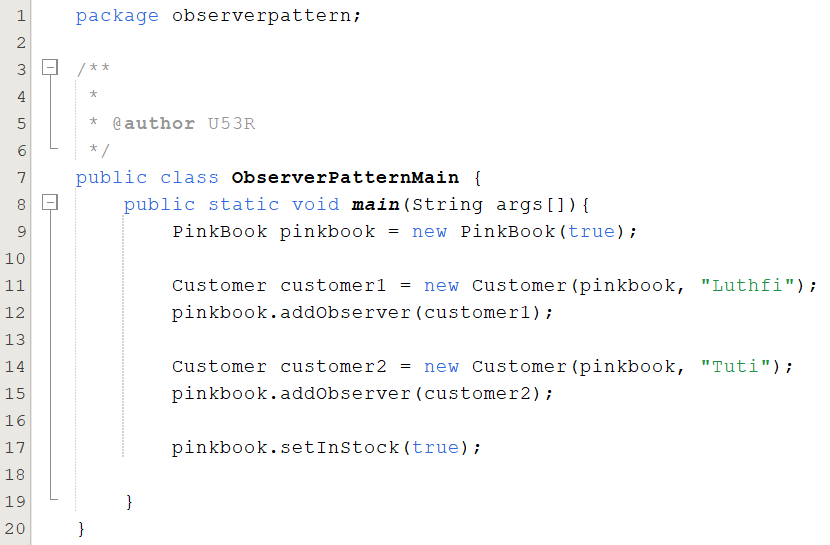 1 package observerpattern;
2
3 /**
4 *
5 * @author U53R
6 */
7 public class ObserverPatternMain {
8 public static void main(String args[]){
9 PinkBook pinkbook = new PinkBook(true);
10
11 Customer customer1 = new Customer(pinkbook, "Luthfi");
12 pinkbook.addObserver(customer1);
13
14 Customer customer2 = new Customer(pinkbook, "Tuti");
15 pinkbook.addObserver(customer2);
16
17 pinkbook.setInStock(true);
18
19 }
20 }